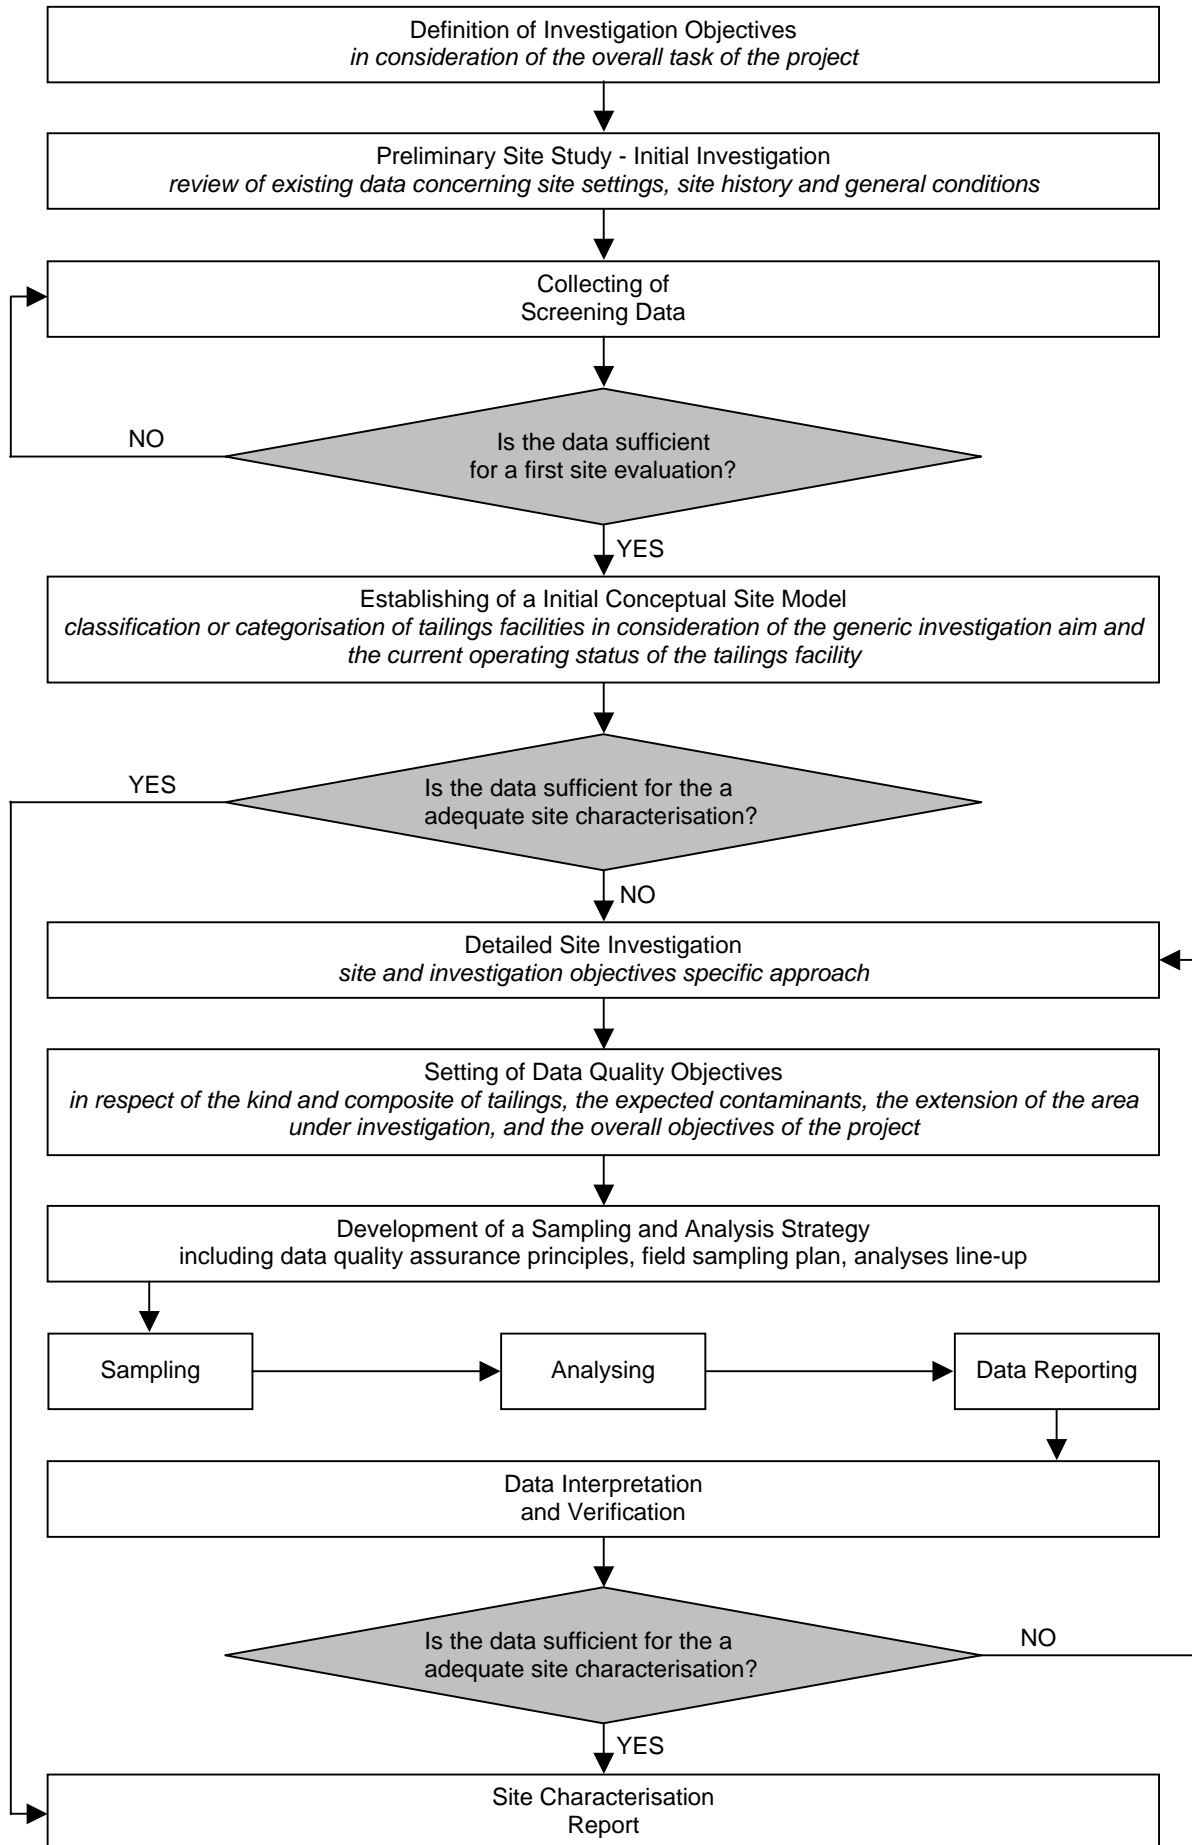 Definition of Investigation Objectives
in consideration of the overall task of the project
Preliminary Site Study - Initial Investigation
review of existing data concerning site settings, site history and general conditions
Collecting of
Screening Data
NO
Is the data sufficient
for a first site evaluation?
YES
Establishing of a Initial Conceptual Site Model
classification or categorisation of tailings facilities in consideration of the generic investigation aim and
the current operating status of the tailings facility
YES
Is the data sufficient for the a
adequate site characterisation?
NO
Detailed Site Investigation
site and investigation objectives specific approach
Setting of Data Quality Objectives
in respect of the kind and composite of tailings, the expected contaminants, the extension of the area
under investigation, and the overall objectives of the project
Development of a Sampling and Analysis Strategy
including data quality assurance principles, field sampling plan, analyses line-up
Sampling
Analysing
Data Reporting
Data Interpretation
and Verification
Is the data sufficient for the a
adequate site characterisation?
NO
YES
Site Characterisation
Report